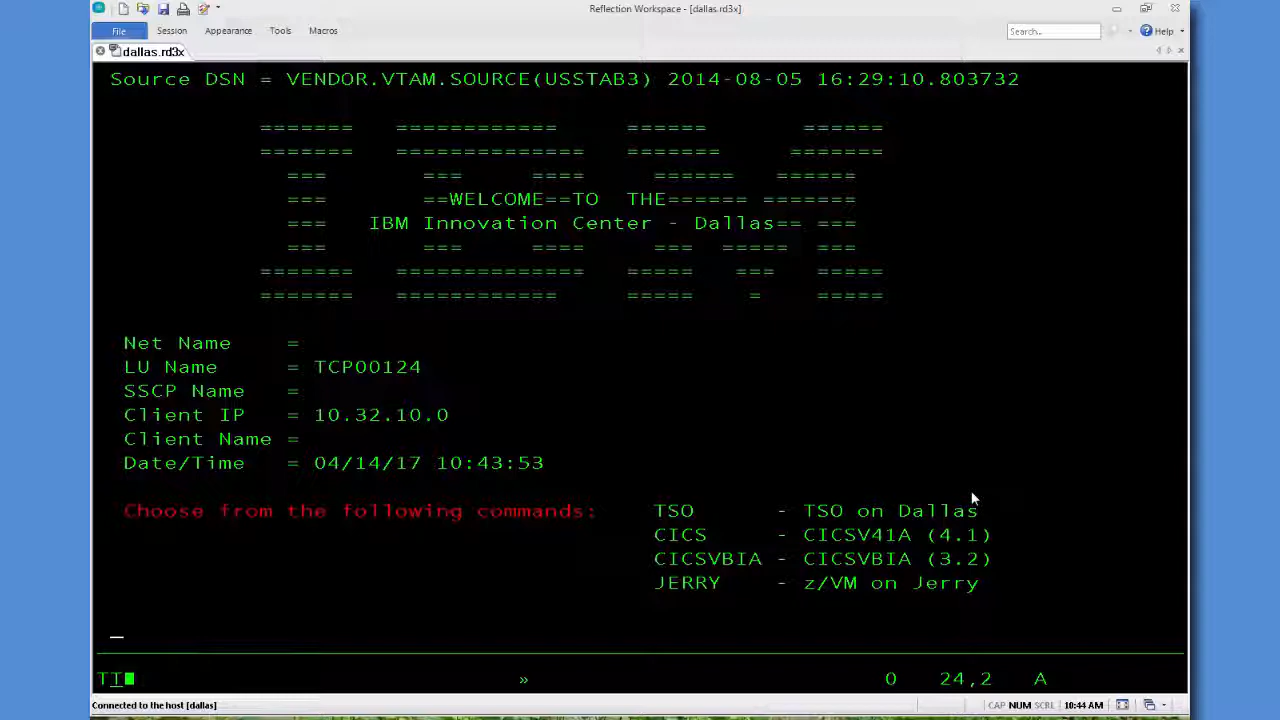 Reflection Workspace - [dallas.rd3x]
File Session Appearance Tools Macros Search... Help
dallas.rd3x
Source DSN = VENDOR.VTAM.SOURCE(USSTAB3) 2014-08-05 16:29:10.803732
======= ============ ====== ======
======= ============== ======= =======
=== === ==== ====== ======
=== ==WELCOME==TO THE====== =======
=== IBM Innovation Center - Dallas== ===
=== === ==== === ===== ===
======= ============== ===== === =====
======= ============ ===== = =====
Net Name =
LU Name = TCP00124
SSCP Name =
Client IP = 10.32.10.0
Client Name =
Date/Time = 04/14/17 10:43:53
Choose from the following commands: TSO - TSO on Dallas
CICS - CICSV41A (4.1)
CICSVBIA - CICSVBIA (3.2)
JERRY - z/VM on Jerry
TI » 0 24,2 A
Connected to the host [dallas] CAP NUM SCRL 10:44 AM